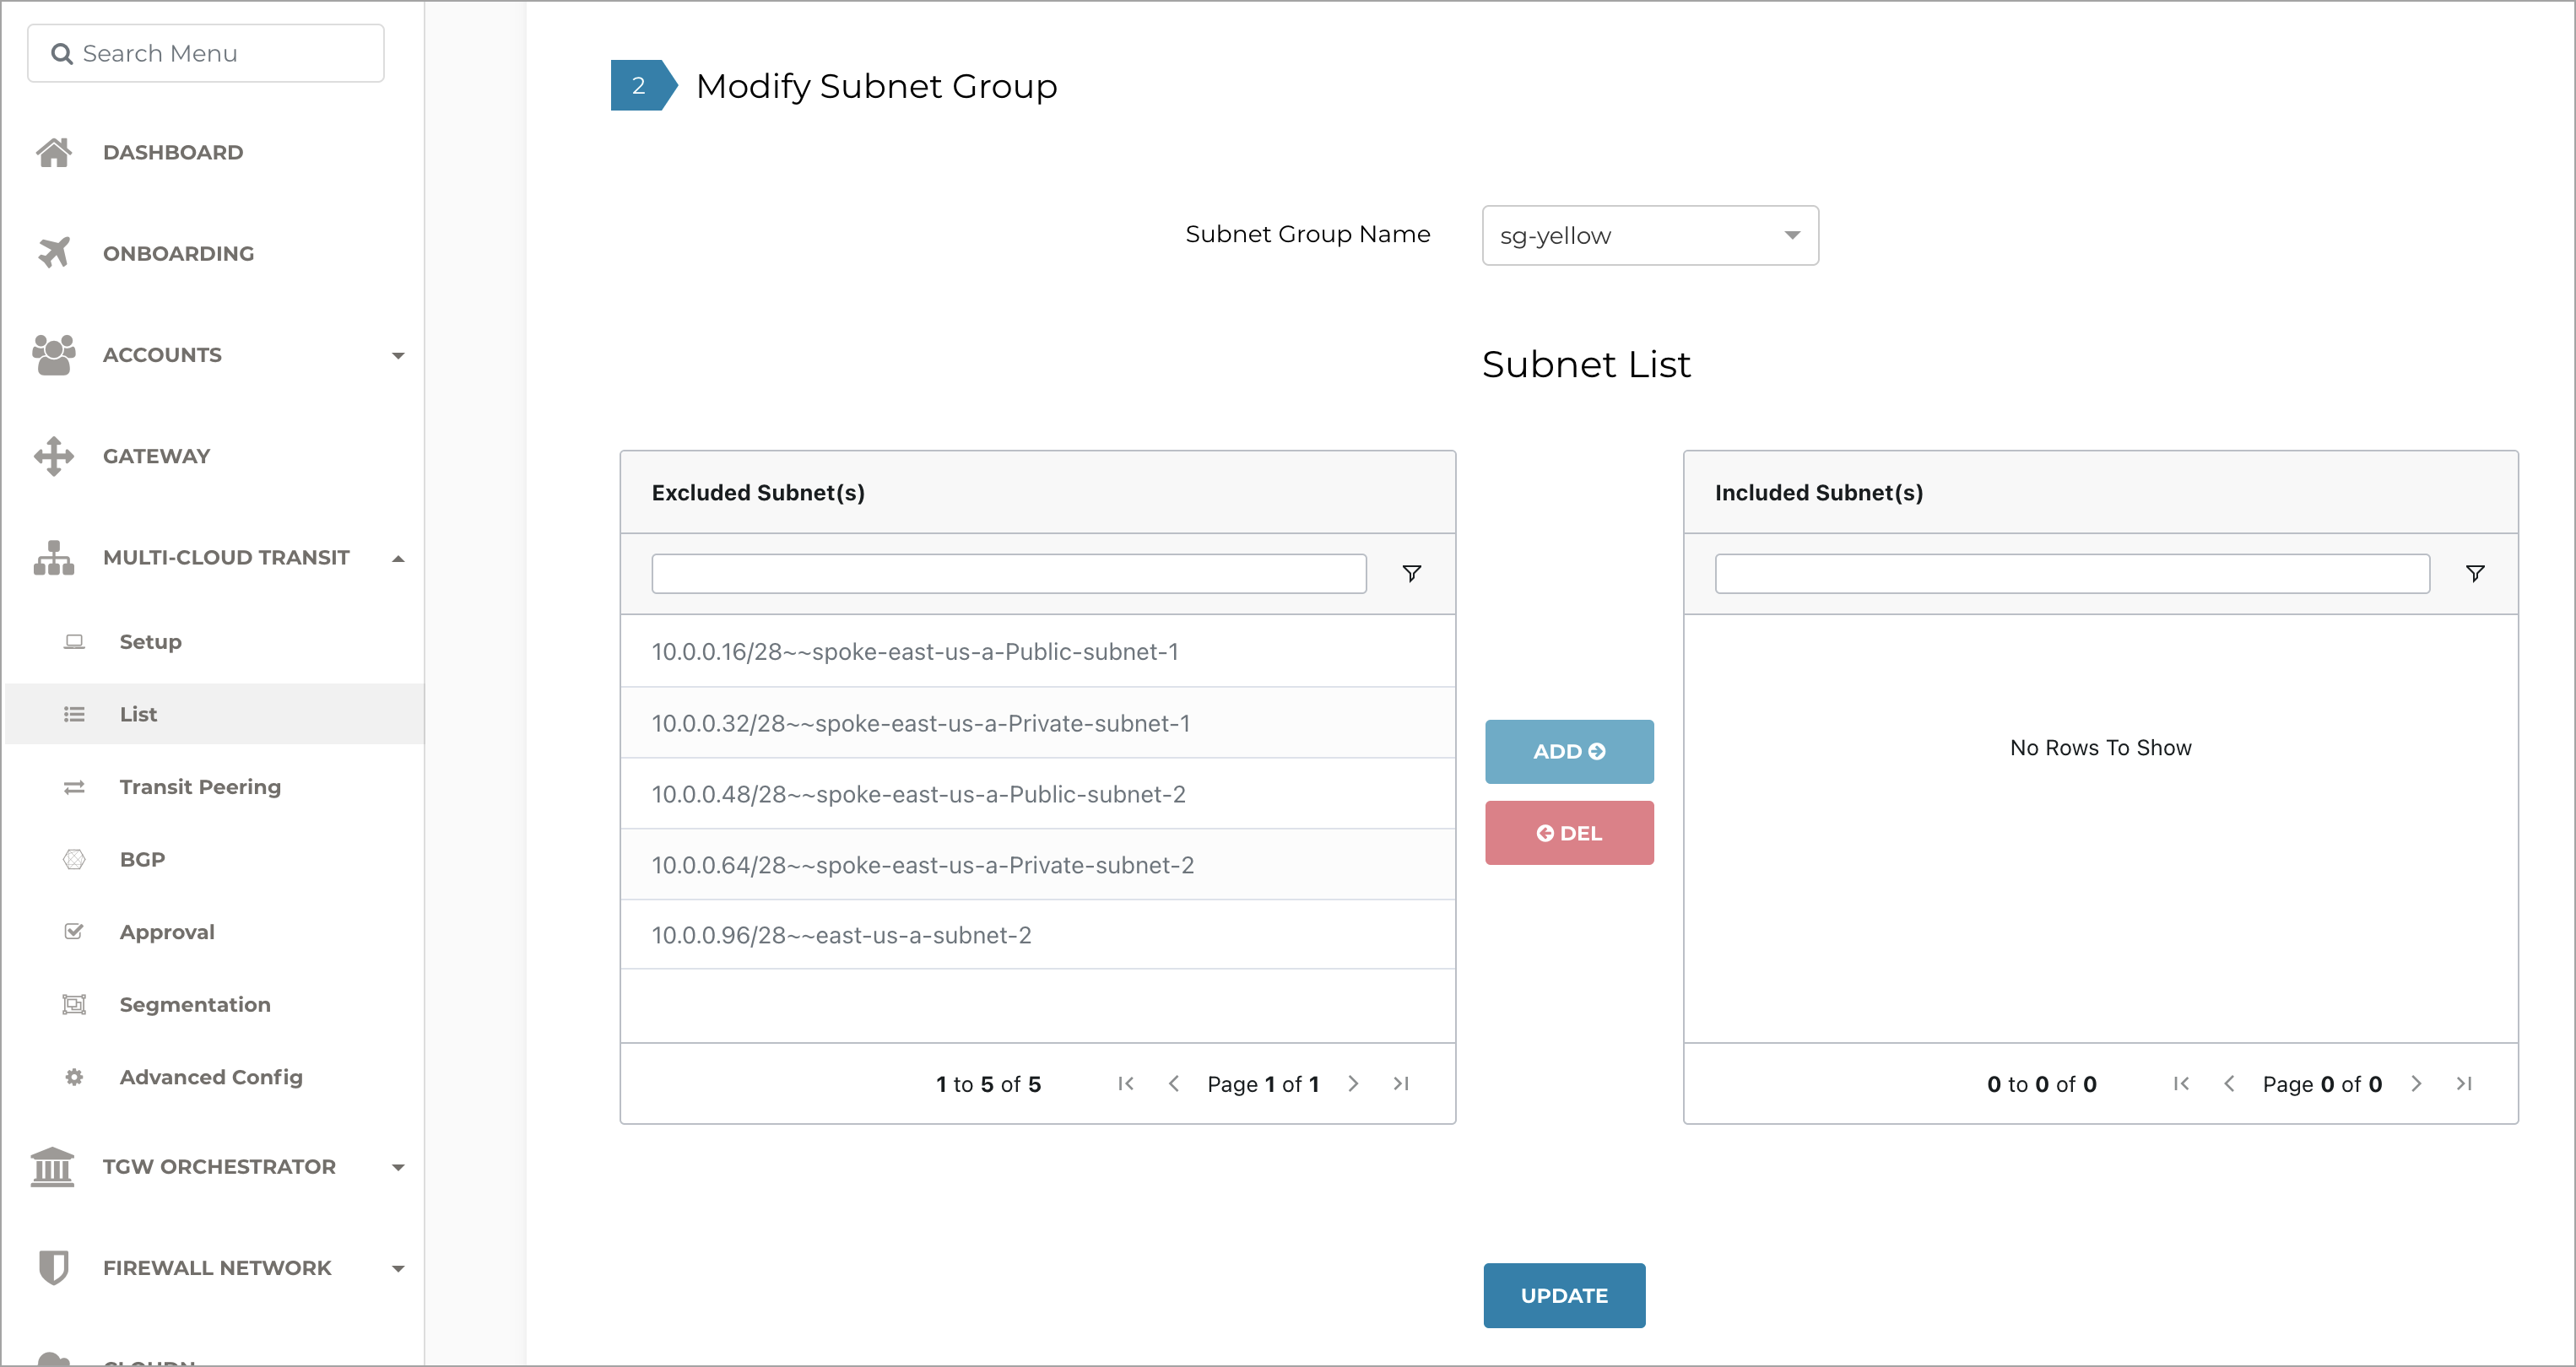 Search Menu
DASHBOARD
ONBOARDING
ACCOUNTS
GATEWAY
MULTI-CLOUD TRANSIT
Setup
List
Transit Peering
BGP
Approval
Segmentation
Advanced Config
TGW ORCHESTRATOR
FIREWALL NETWORK
2 Modify Subnet Group
Subnet Group Name sg-yellow
Subnet List
Excluded Subnet(s)
10.0.0.16/28~~spoke-east-us-a-Public-subnet-1
10.0.0.32/28~~spoke-east-us-a-Private-subnet-1
10.0.0.48/28~~spoke-east-us-a-Public-subnet-2
10.0.0.64/28~~spoke-east-us-a-Private-subnet-2
10.0.0.96/28~~east-us-a-subnet-2
1 to 5 of 5 Page 1 of 1
ADD
DEL
Included Subnet(s)
No Rows To Show
0 to 0 of 0 Page 0 of 0
UPDATE